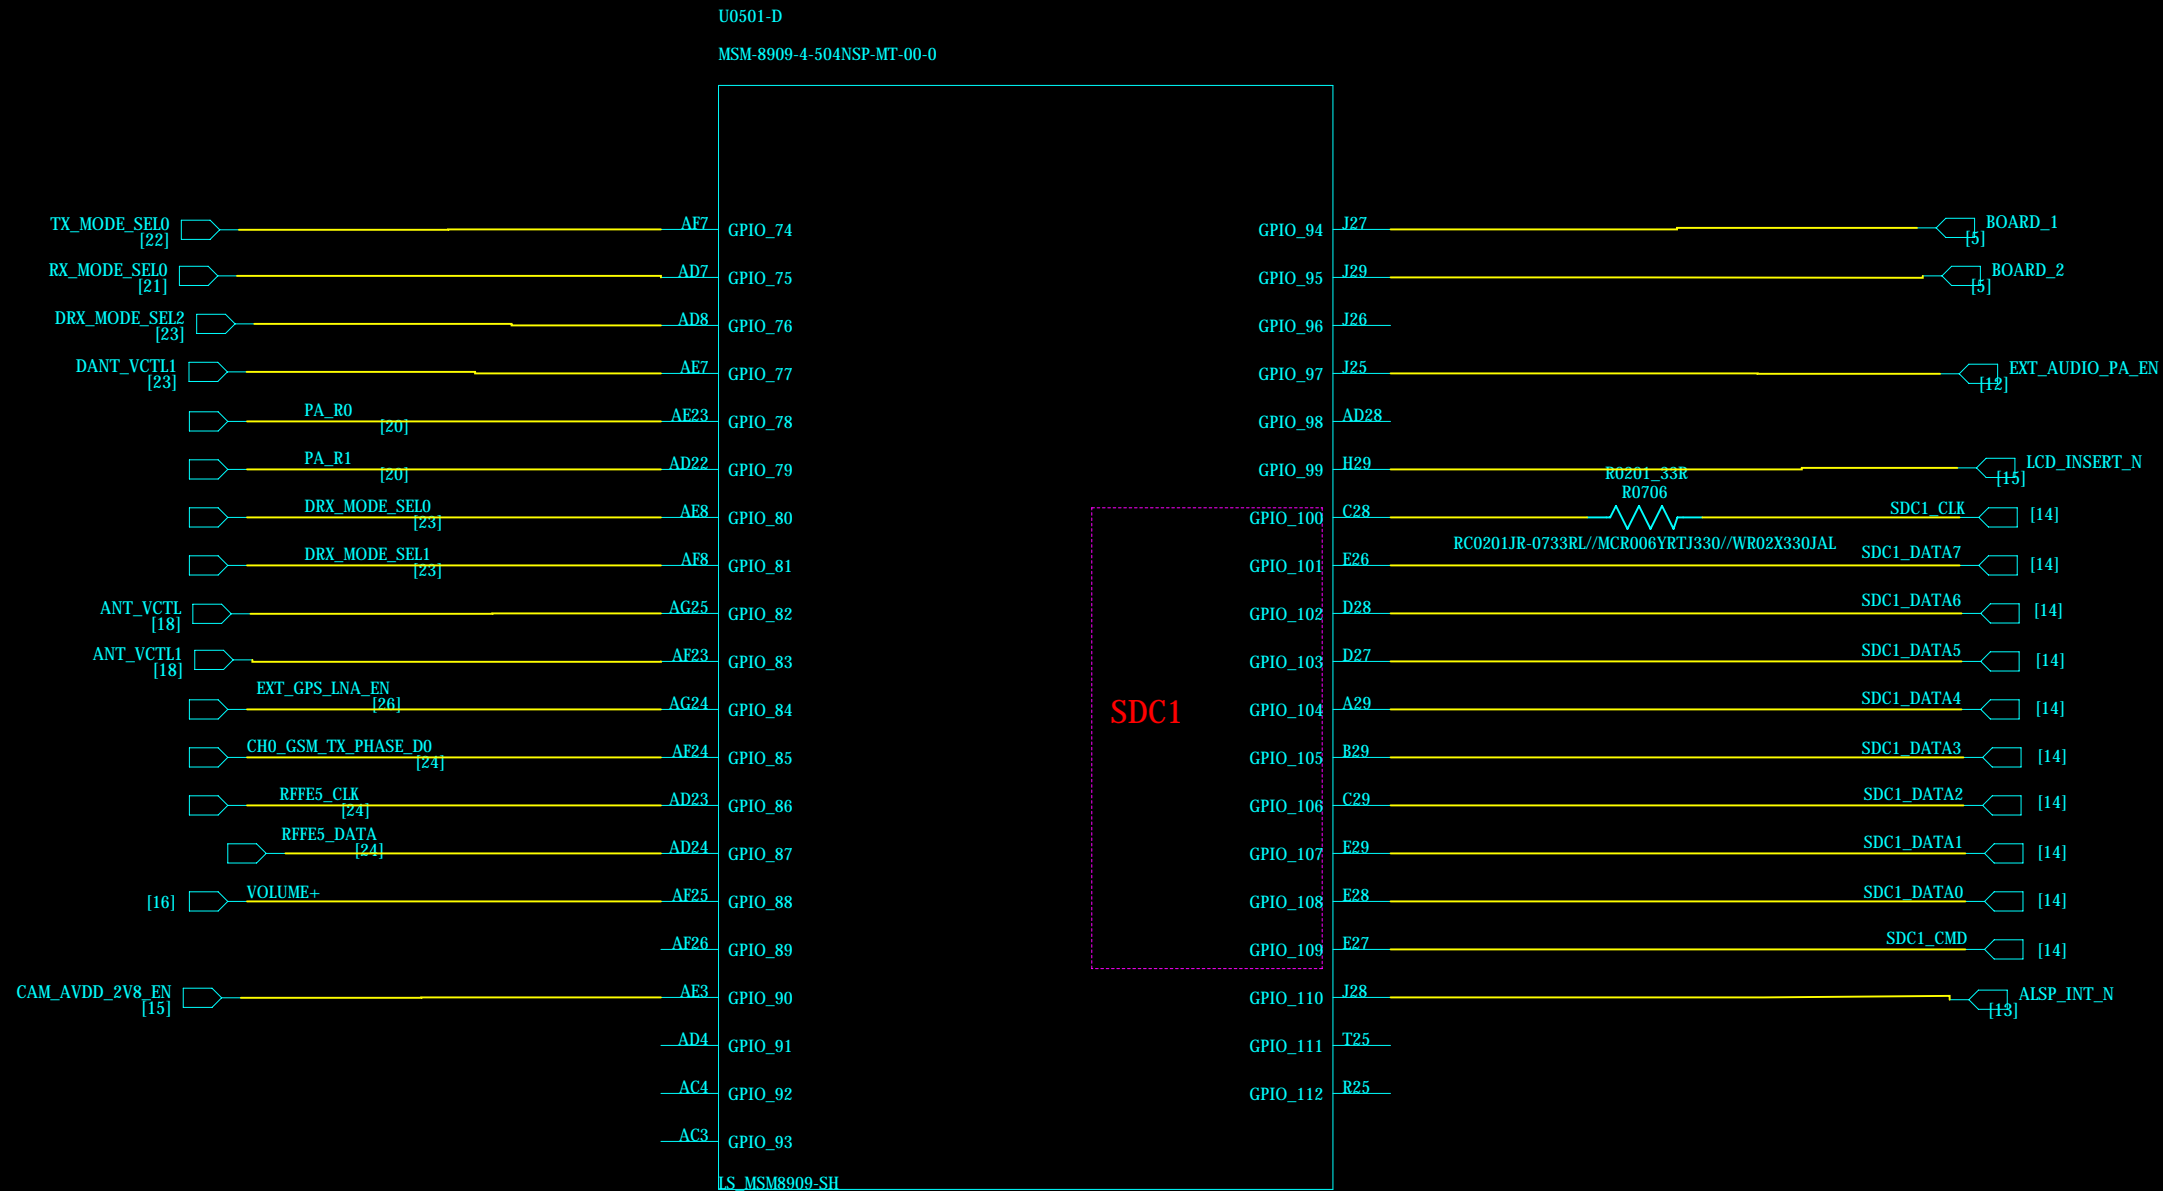 U0501-D
MSM-8909-4-504NSP-MT-00-0
TX_MODE_SEL0
[22]
AF7
GPIO_74
RX_MODE_SEL0
[21]
AD7
GPIO_75
DRX_MODE_SEL2
[23]
AD8
GPIO_76
DANT_VCTL1
[23]
AE7
GPIO_77
PA_R0
[20]
AE23
GPIO_78
PA_R1
[20]
AD22
GPIO_79
DRX_MODE_SEL0
[23]
AE8
GPIO_80
DRX_MODE_SEL1
[23]
AF8
GPIO_81
ANT_VCTL
[18]
AG25
GPIO_82
ANT_VCTL1
[18]
AF23
GPIO_83
EXT_GPS_LNA_EN
[26]
AG24
GPIO_84
CH0_GSM_TX_PHASE_D0
[24]
AF24
GPIO_85
RFFE5_CLK
[24]
AD23
GPIO_86
RFFE5_DATA
[24]
AD24
GPIO_87
[16]
VOLUME+
AF25
GPIO_88
AF26
GPIO_89
CAM_AVDD_2V8_EN
[15]
AE3
GPIO_90
AD4
GPIO_91
AC4
GPIO_92
AC3
GPIO_93
LS_MSM8909-SH
SDC1
GPIO_94
J27
BOARD_1
[5]
GPIO_95
J29
BOARD_2
[5]
GPIO_96
J26
GPIO_97
J25
EXT_AUDIO_PA_EN
[12]
GPIO_98
AD28
GPIO_99
H29
LCD_INSERT_N
[15]
R0201_33R
R0706
GPIO_100
C28
SDC1_CLK
[14]
RC0201JR-0733RL//MCR006YRTJ330//WR02X330JAL
GPIO_101
E26
SDC1_DATA7
[14]
GPIO_102
D28
SDC1_DATA6
[14]
GPIO_103
D27
SDC1_DATA5
[14]
GPIO_104
A29
SDC1_DATA4
[14]
GPIO_105
B29
SDC1_DATA3
[14]
GPIO_106
C29
SDC1_DATA2
[14]
GPIO_107
E29
SDC1_DATA1
[14]
GPIO_108
E28
SDC1_DATA0
[14]
GPIO_109
E27
SDC1_CMD
[14]
GPIO_110
J28
ALSP_INT_N
[13]
GPIO_111
T25
GPIO_112
R25